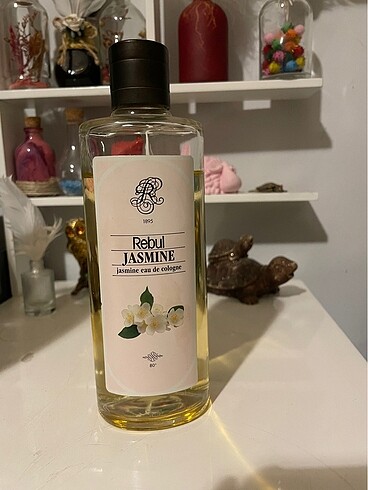 1895
Rebul
JASMINE
jasmine eau de cologne
80°